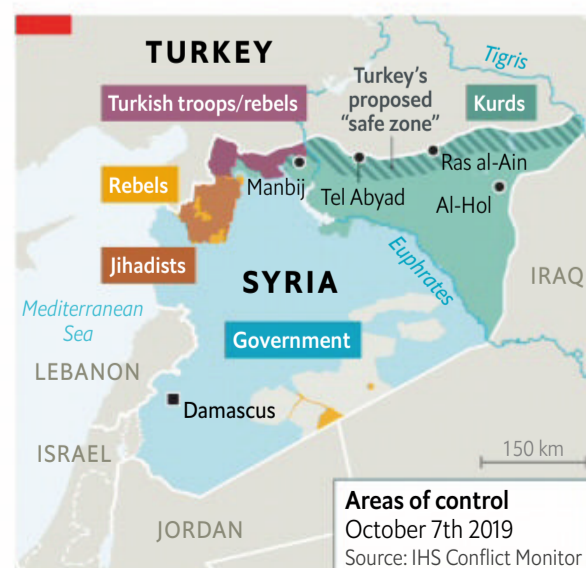 TURKEY
Tigris
Turkish troops/rebels
Turkey's
proposed
"safe zone"
Kurds
Rebels
Manbij
Tel Abyad
Ras al-Ain
Al-Hol
Jihadists
SYRIA
Euphrates
IRAQ
Mediterranean
Sea
Government
LEBANON
Damascus
ISRAEL
150 km
JORDAN
Areas of control
October 7th 2019
Source: IHS Conflict Monitor